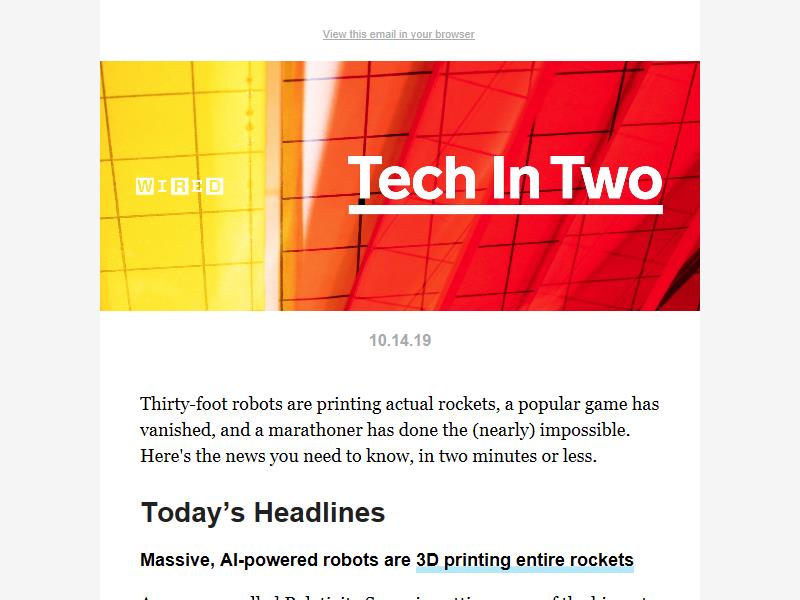 View this email in your browser
WIRED
Tech In Two
10.14.19
Thirty-foot robots are printing actual rockets, a popular game has
vanished, and a marathoner has done the (nearly) impossible.
Here's the news you need to know, in two minutes or less.
Today’s Headlines
Massive, AI-powered robots are 3D printing entire rockets